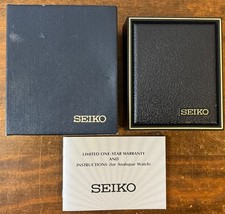 SEIKO
SEIKO
LIMITED ONE-YEAR WARRANTY
AND
INSTRUCTIONS (for Analogue Watch)
SEIKO